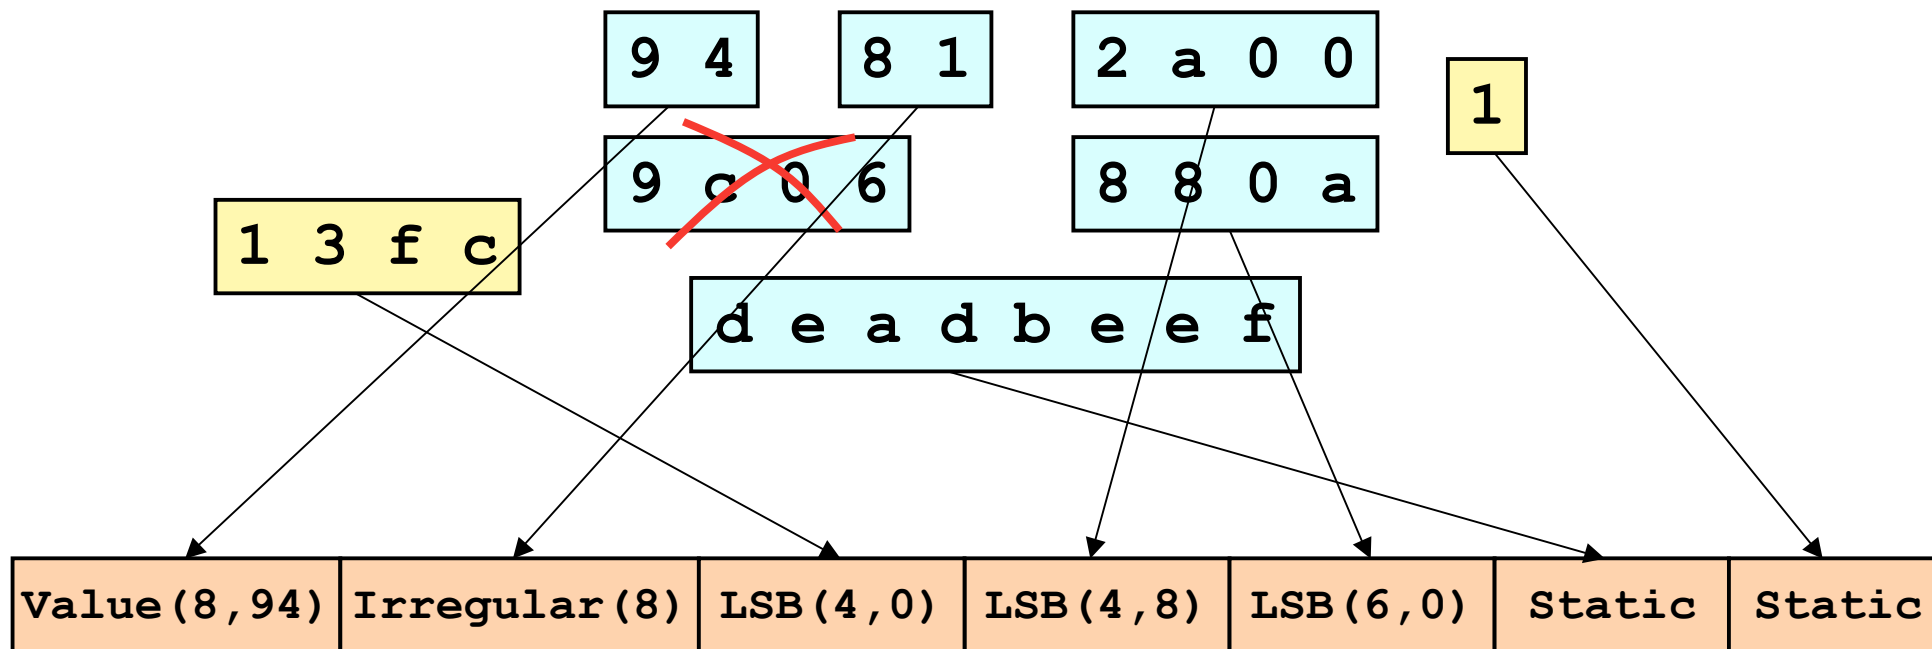 9 4
8 1
2 a 0 0
1
9 c 0 6
8 8 0 a
1 3 f c
d e a d b e e f
Value(8,94)
Irregular(8)
LSB(4,0)
LSB(4,8)
LSB(6,0)
Static
Static